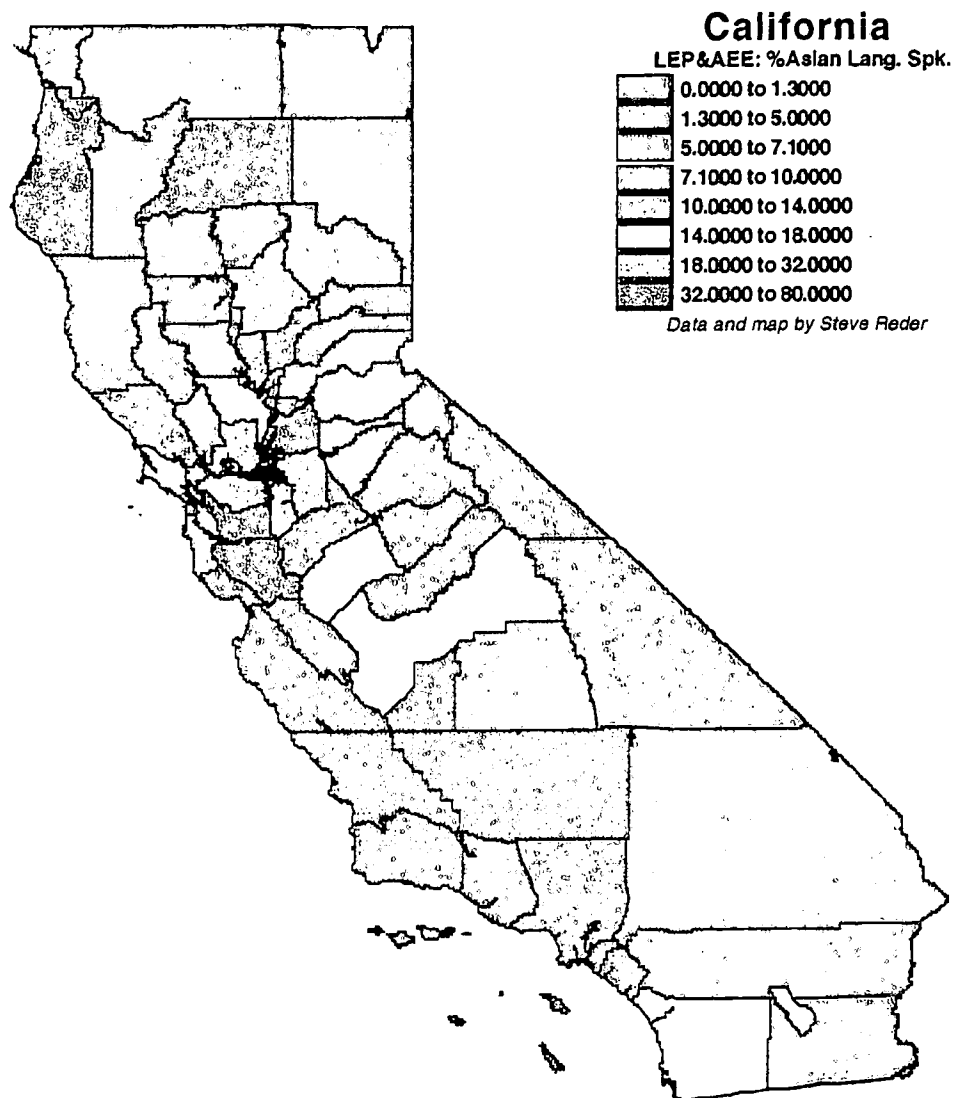 California
LEP&AEE: %Asian Lang. Spk.
0.0000 to 1.3000
1.3000 to 5.0000
5.0000 to 7.1000
7.1000 to 10.0000
10.0000 to 14.0000
14.0000 to 18.0000
18.0000 to 32.0000
32.0000 to 80.0000
Data and map by Steve Reder